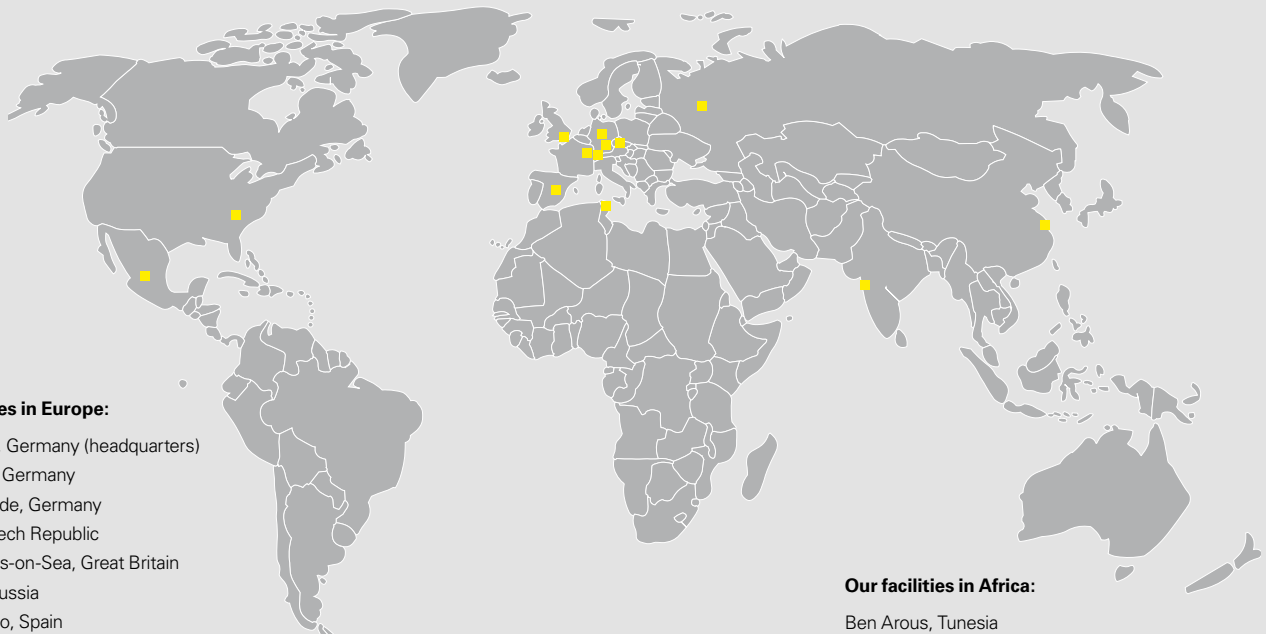 es in Europe:
Germany (headquarters)
Germany
de, Germany
ech Republic
s-on-Sea, Great Britain
ussia
o, Spain
Our facilities in Africa:
Ben Arous, Tunesia